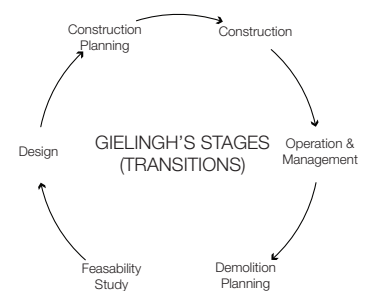 Construction
Planning
Construction
GIELINGH'S STAGES
(TRANSITIONS)
Operation &
Management
Design
Feasability
Study
Demolition
Planning